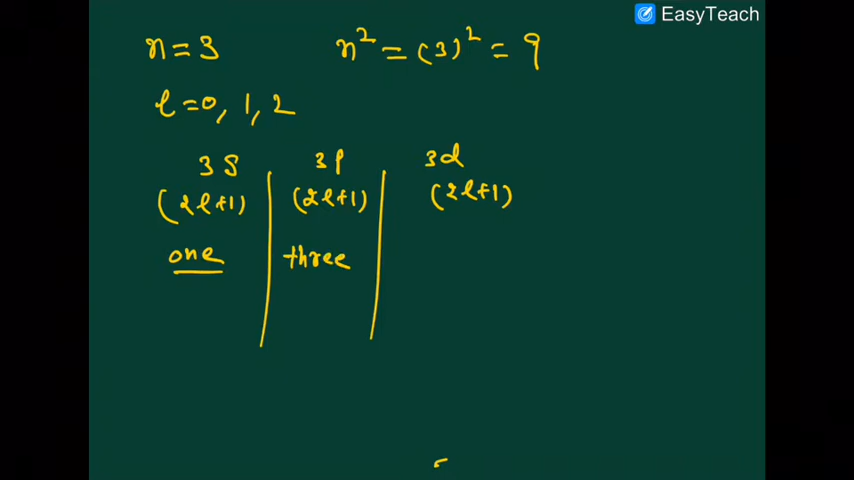 EasyTeach
n = 3 n² = (3)² = 9
l = 0, 1, 2
3s 3p 3d
(2l+1) (2l+1) (2l+1)
one three